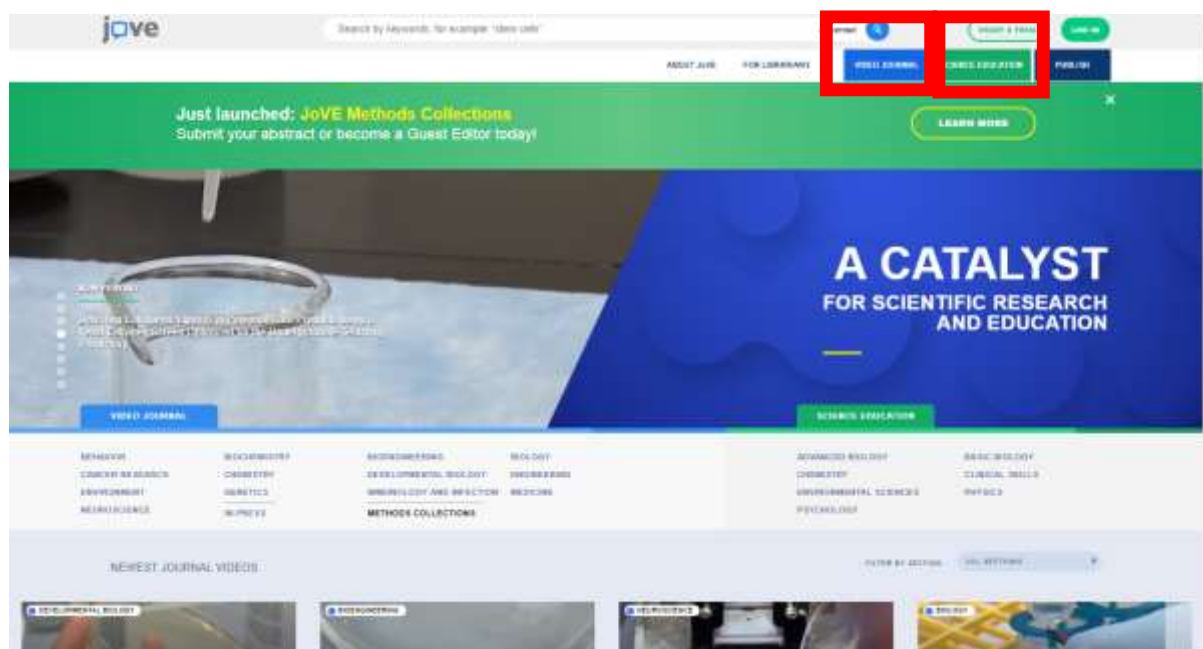 jove
Search by keywords, for example "stem cells"
ABOUT JoVE FOR LIBRARIANS VIDEO JOURNAL SCIENCE EDUCATION PUBLISH
LOG IN
Just launched: JoVE Methods Collections
Submit your abstract or become a Guest Editor today!
LEARN MORE
A CATALYST
FOR SCIENTIFIC RESEARCH
AND EDUCATION
VIDEO JOURNAL
SCIENCE EDUCATION
BEHAVIOR BIOCHEMISTRY BIOENGINEERING BIOLOGY
CANCER RESEARCH CHEMISTRY DEVELOPMENTAL BIOLOGY ENGINEERING
ENVIRONMENT GENETICS IMMUNOLOGY AND INFECTION MEDICINE
NEUROSCIENCE IN PRESS METHODS COLLECTIONS
ADVANCED BIOLOGY BASIC BIOLOGY
CHEMISTRY CLINICAL SKILLS
ENVIRONMENTAL SCIENCES PHYSICS
PSYCHOLOGY
NEWEST JOURNAL VIDEOS
FILTER BY SECTION ALL SECTIONS
DEVELOPMENTAL BIOLOGY
BIOENGINEERING
NEUROSCIENCE
BIOLOGY